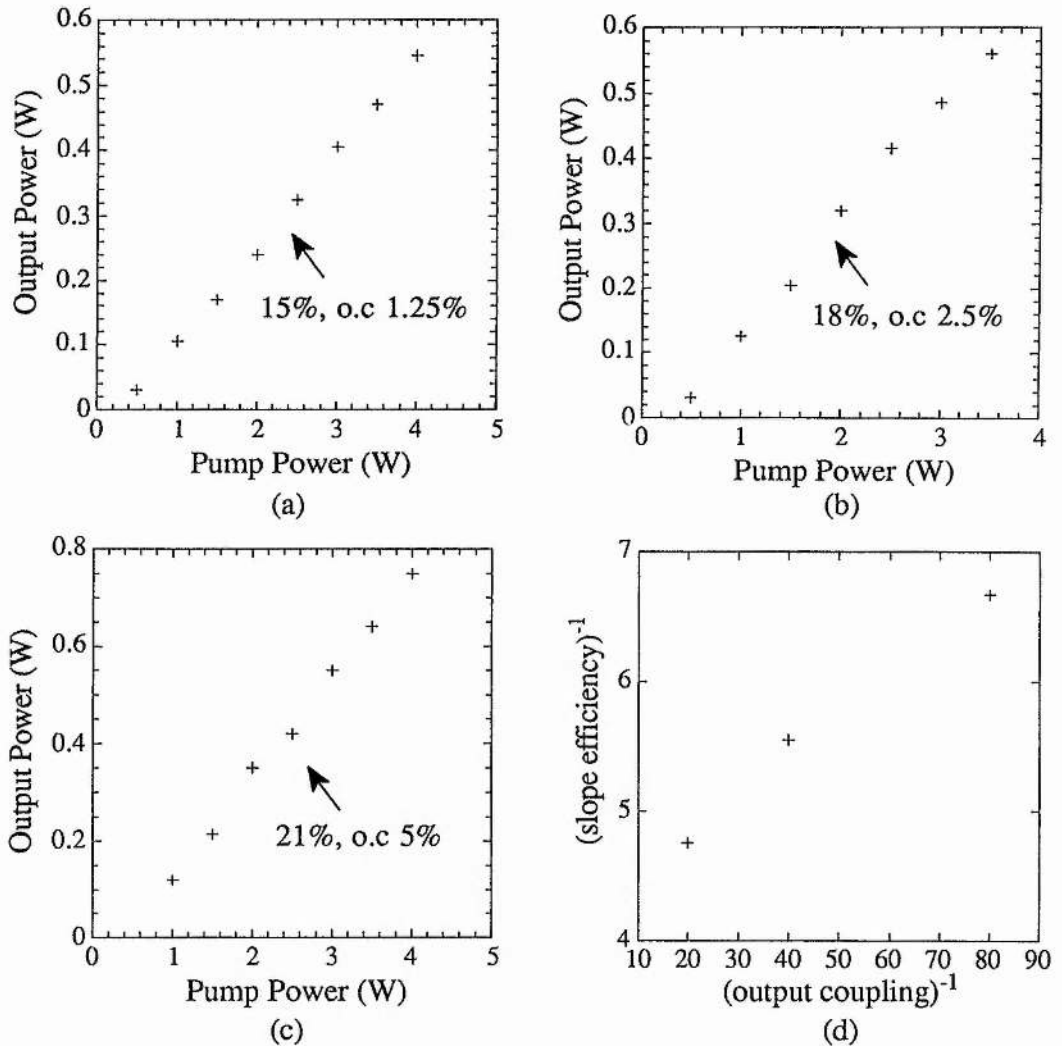 0.6
0.5
0.4
0.3
0.2
0.1
0
Output Power (W)
15%, o.c 1.25%
0 1 2 3 4 5
Pump Power (W)
(a)
0.6
0.5
0.4
0.3
0.2
0.1
0
Output Power (W)
18%, o.c 2.5%
0 1 2 3 4
Pump Power (W)
(b)
0.8
0.6
0.4
0.2
0
Output Power (W)
21%, o.c 5%
0 1 2 3 4 5
Pump Power (W)
(c)
7
6
5
4
(slope efficiency)-1
10 20 30 40 50 60 70 80 90
(output coupling)-1
(d)